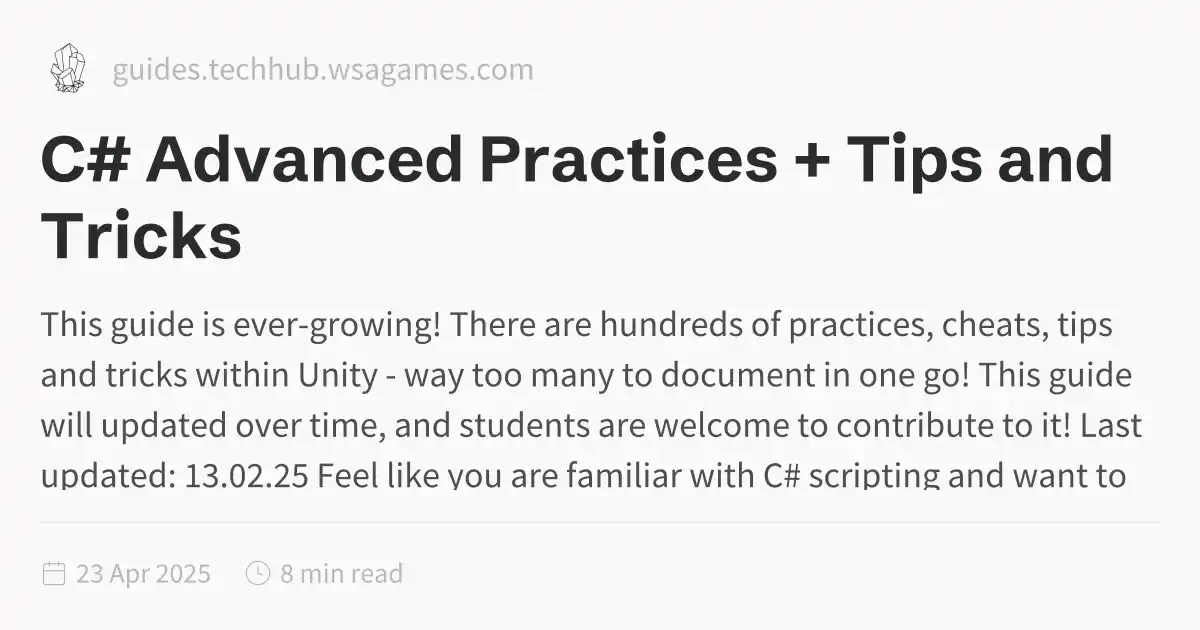 guides.techhub.wsagames.com
C# Advanced Practices + Tips and
Tricks
This guide is ever-growing! There are hundreds of practices, cheats, tips
and tricks within Unity - way too many to document in one go! This guide
will updated over time, and students are welcome to contribute to it! Last
updated: 13.02.25 Feel like you are familiar with C# scripting and want to
23 Apr 2025 8 min read